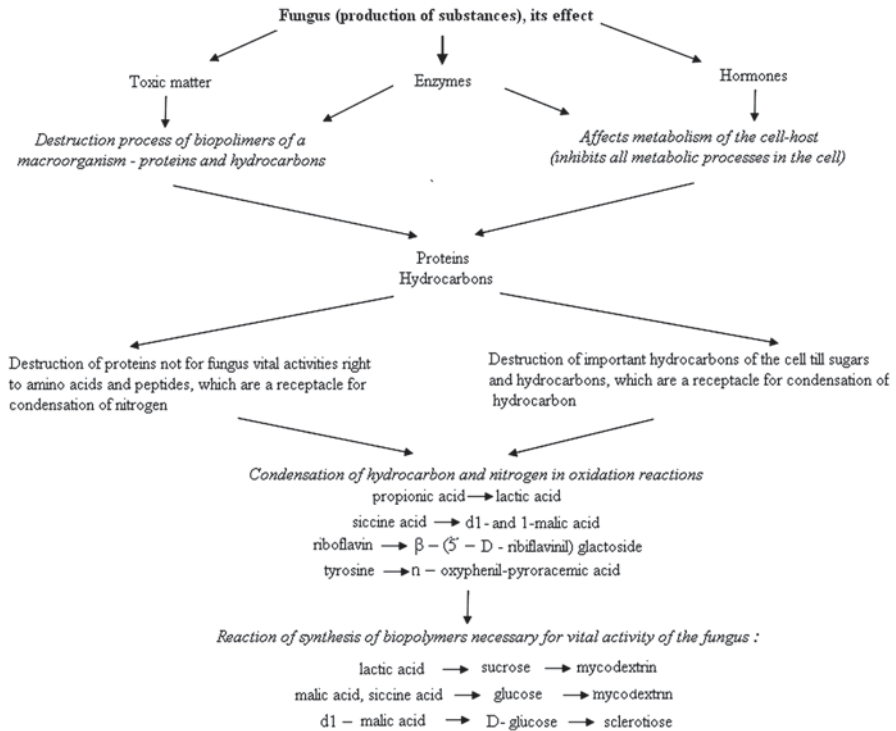 Fungus (production of substances), its effect
Toxic matter
Enzymes
Hormones
Destruction process of biopolimers of a
macroorganism - proteins and hydrocarbons
Affects metabolism of the cell-host
(inhibits all metabolic processes in the cell)
Proteins
Hydrocarbons
Destruction of proteins not for fungus vital activities right
to amino acids and peptides, which are a receptacle for
condensation of nitrogen
Destruction of important hydrocarbons of the cell till sugars
and hydrocarbons, which are a receptacle for condensation of
hydrocarbon
Condensation of hydrocarbon and nitrogen in oxidation reactions
propionic acid → lactic acid
siccine acid → d1- and 1-malic acid
riboflavin → β – (5' – D - ribiflavinil) glactoside
tyrosine → n – oxyphenil-pyroracemic acid
Reaction of synthesis of biopolymers necessary for vital activity of the fungus :
lactic acid → sucrose → mycodextrin
malic acid, siccine acid → glucose → mycodextrin
d1 – malic acid → D- glucose → sclerotiose